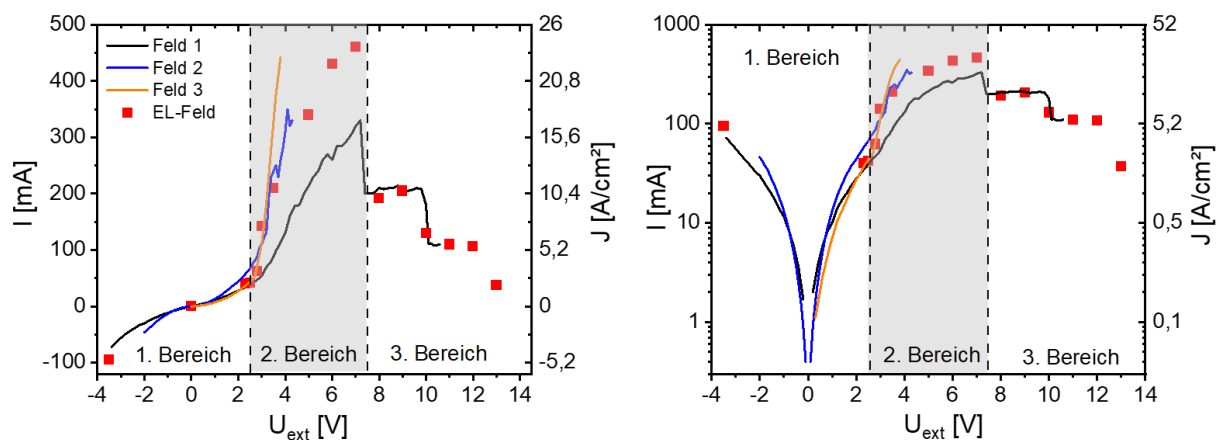 500
400
300
200
100
0
-100
I [mA]
Feld 1
Feld 2
Feld 3
EL-Feld
1. Bereich
2. Bereich
3. Bereich
26
20,8
15,6
10,4
5,2
0
-5,2
J [A/cm²]
-4 -2 0 2 4 6 8 10 12 14
U_ext [V]
1000
100
10
1
I [mA]
1. Bereich
2. Bereich
3. Bereich
52
5,2
0,5
0,1
J [A/cm²]
-4 -2 0 2 4 6 8 10 12 14
U_ext [V]